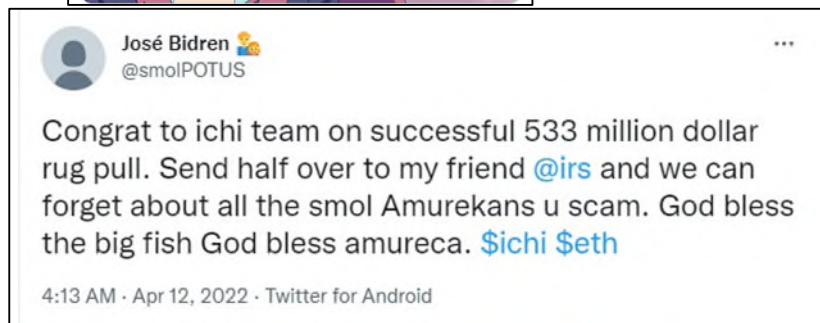 José Bidren
@smolPOTUS
Congrat to ichi team on successful 533 million dollar
rug pull. Send half over to my friend @irs and we can
forget about all the smol Amurekans u scam. God bless
the big fish God bless amureca. $ichi $eth
4:13 AM · Apr 12, 2022 · Twitter for Android